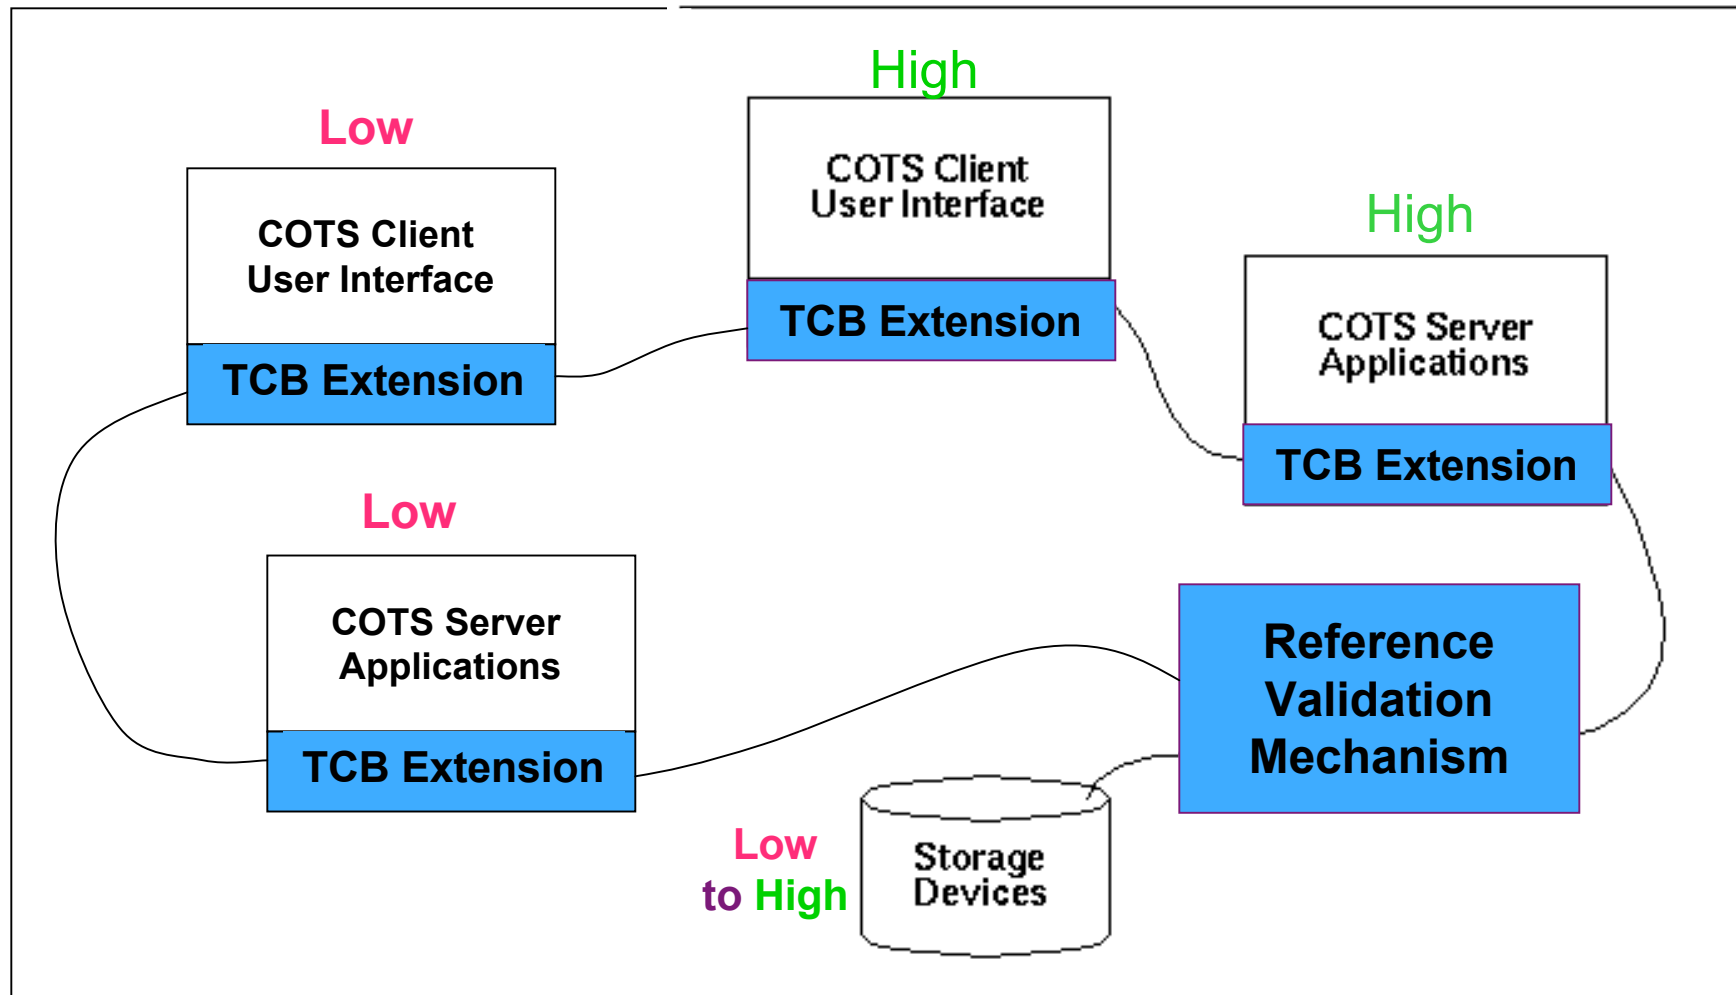 High
Low
COTS Client
User Interface
TCB Extension
COTS Client
User Interface
TCB Extension
High
COTS Server
Applications
TCB Extension
Low
COTS Server
Applications
TCB Extension
Reference
Validation
Mechanism
Low
to High
Storage
Devices